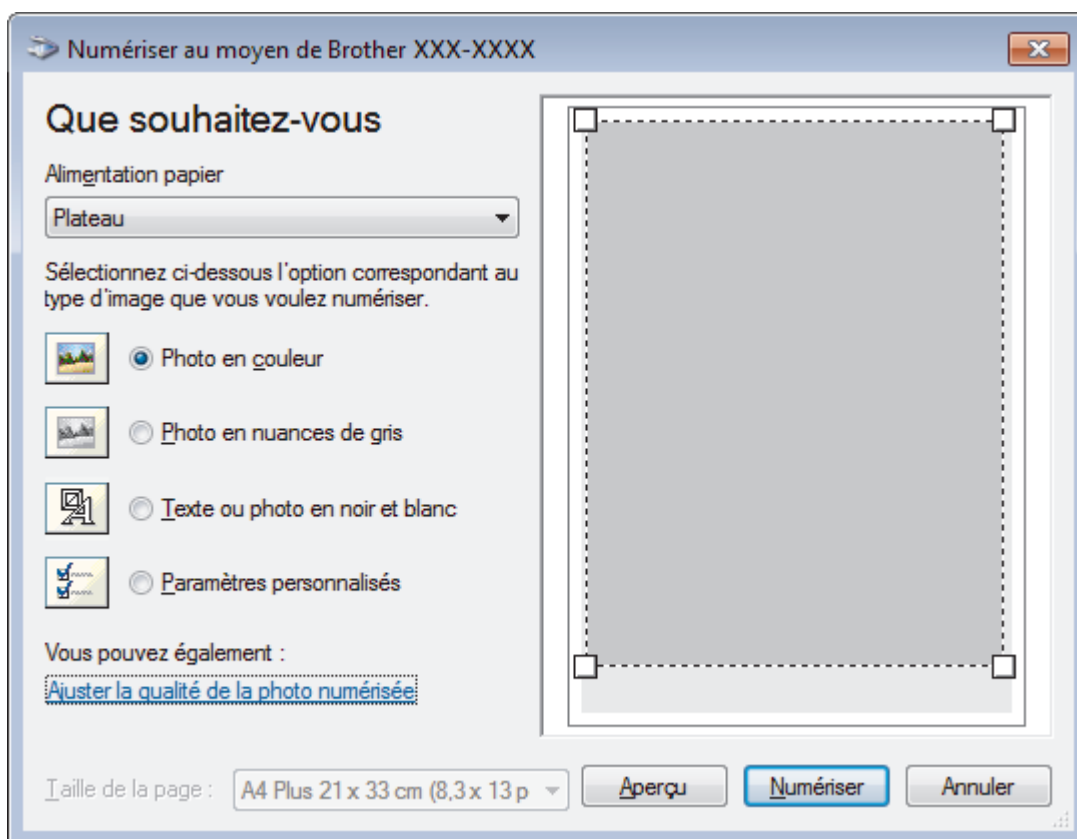 Numériser au moyen de Brother XXX-XXXX
Que souhaitez-vous
Alimentation papier
Plateau
Sélectionnez ci-dessous l'option correspondant au
type d'image que vous voulez numériser.
Photo en couleur
Photo en nuances de gris
Texte ou photo en noir et blanc
Paramètres personnalisés
Vous pouvez également :
Ajuster la qualité de la photo numérisée
Taille de la page : A4 Plus 21 x 33 cm (8,3 x 13 p
Aperçu Numériser Annuler